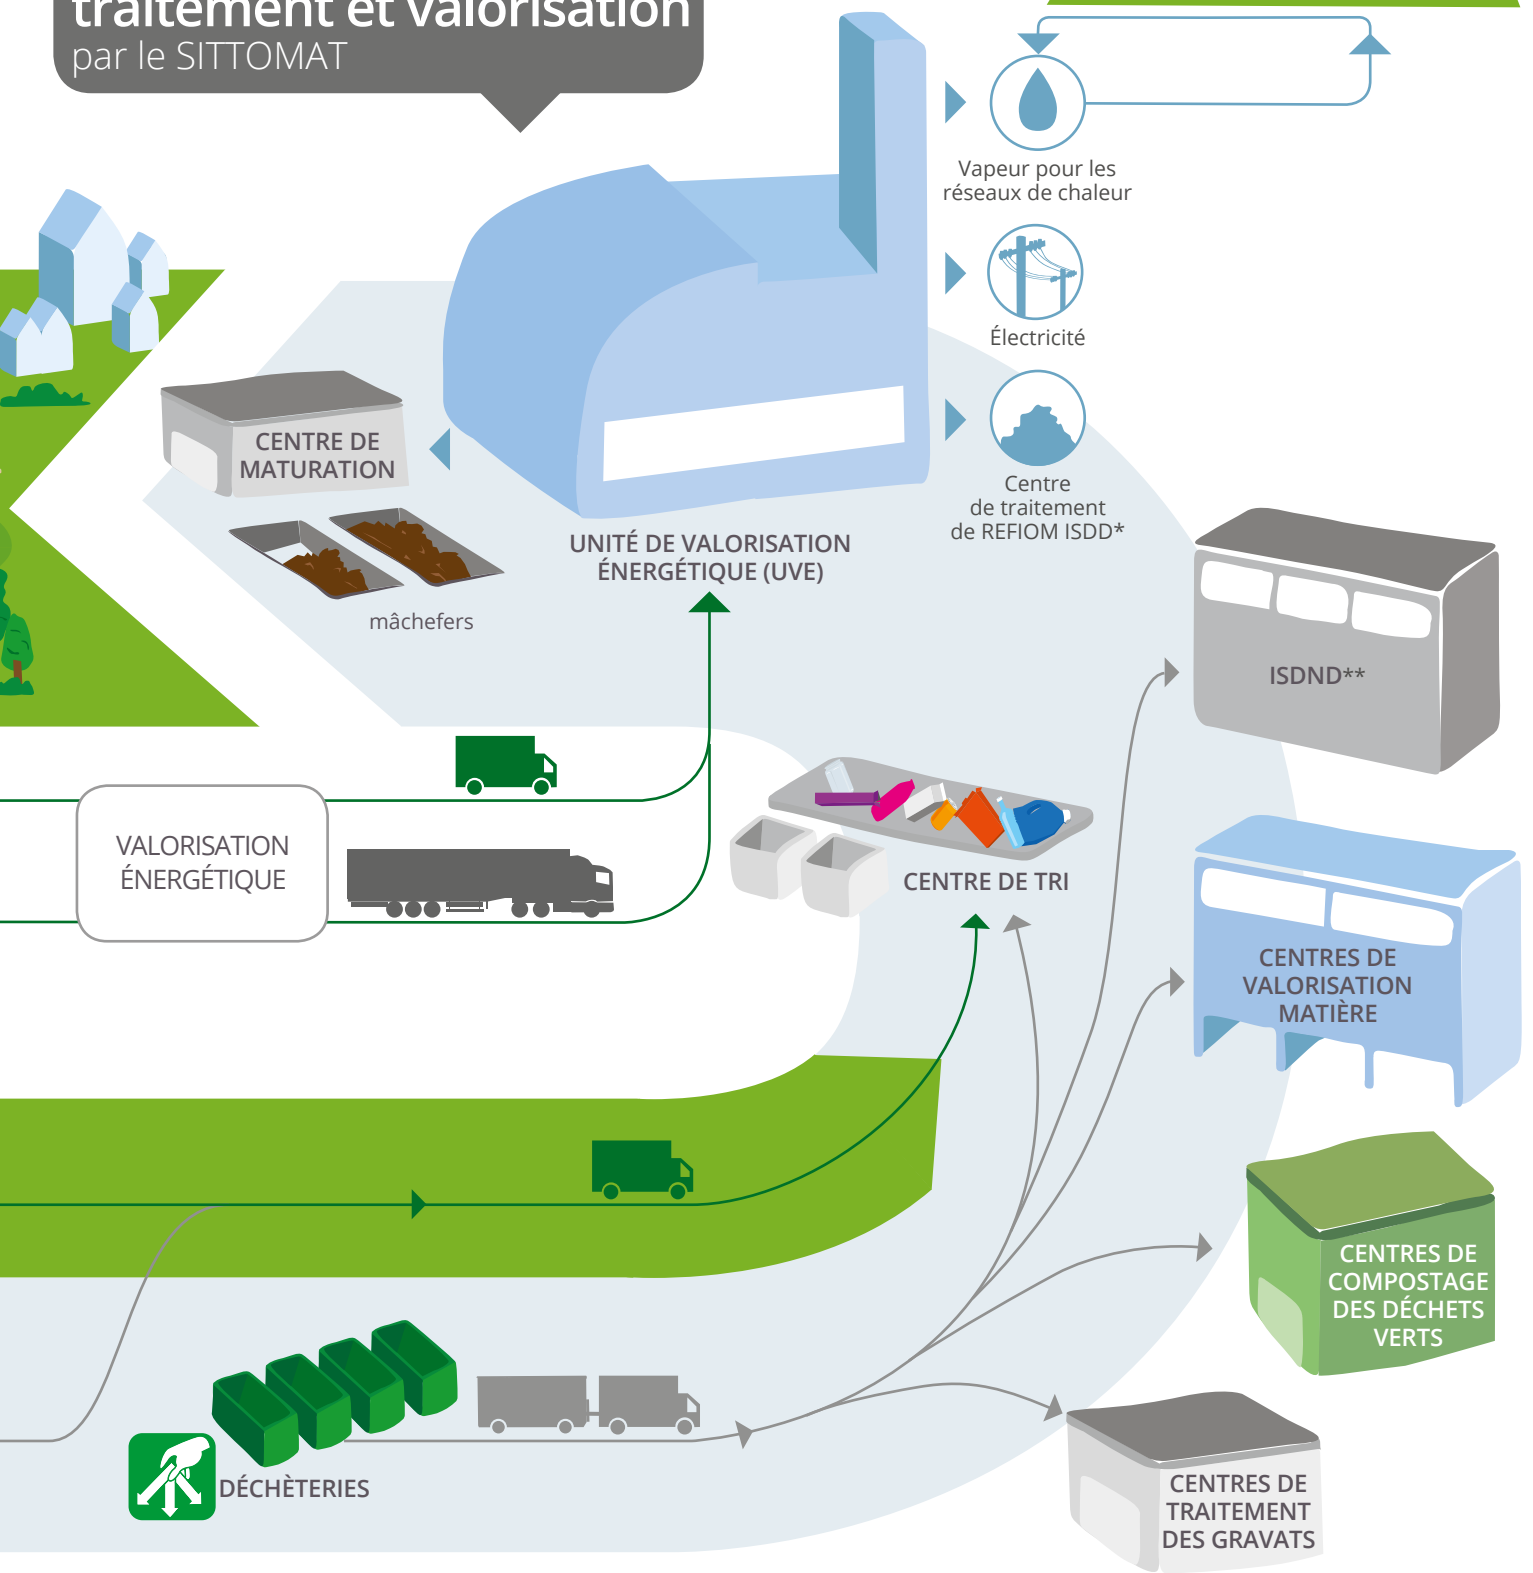 traitement et valorisation
par le SITTOMAT
Vapeur pour les
réseaux de chaleur
Électricité
Centre
de traitement
de REFIOM ISDD*
CENTRE DE
MATURATION
mâchefers
UNITÉ DE VALORISATION
ÉNERGÉTIQUE (UVE)
ISDND**
VALORISATION
ÉNERGÉTIQUE
CENTRE DE TRI
CENTRES DE
VALORISATION
MATIÈRE
CENTRES DE
COMPOSTAGE
DES DÉCHETS
VERTS
DÉCHÈTERIES
CENTRES DE
TRAITEMENT
DES GRAVATS